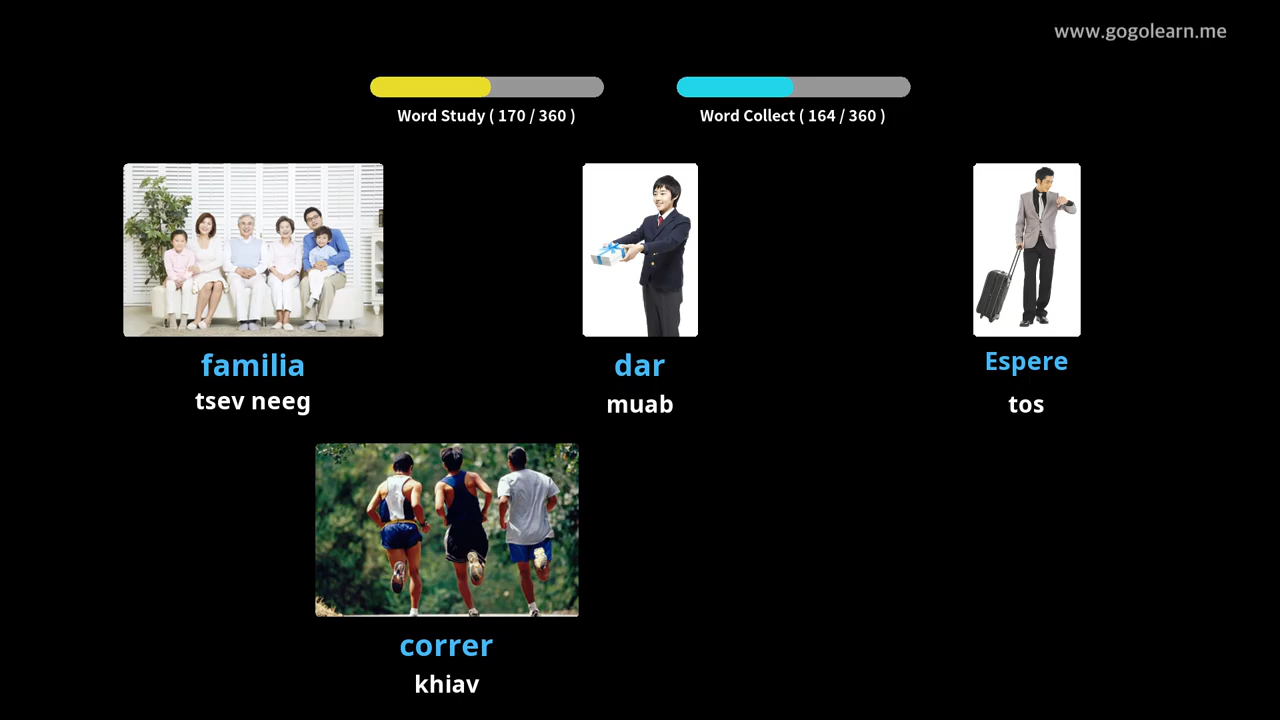 www.gogolearn.me
Word Study ( 170 / 360 )
Word Collect ( 164 / 360 )
familia
tsev neeg
dar
muab
Espere
tos
correr
khiav